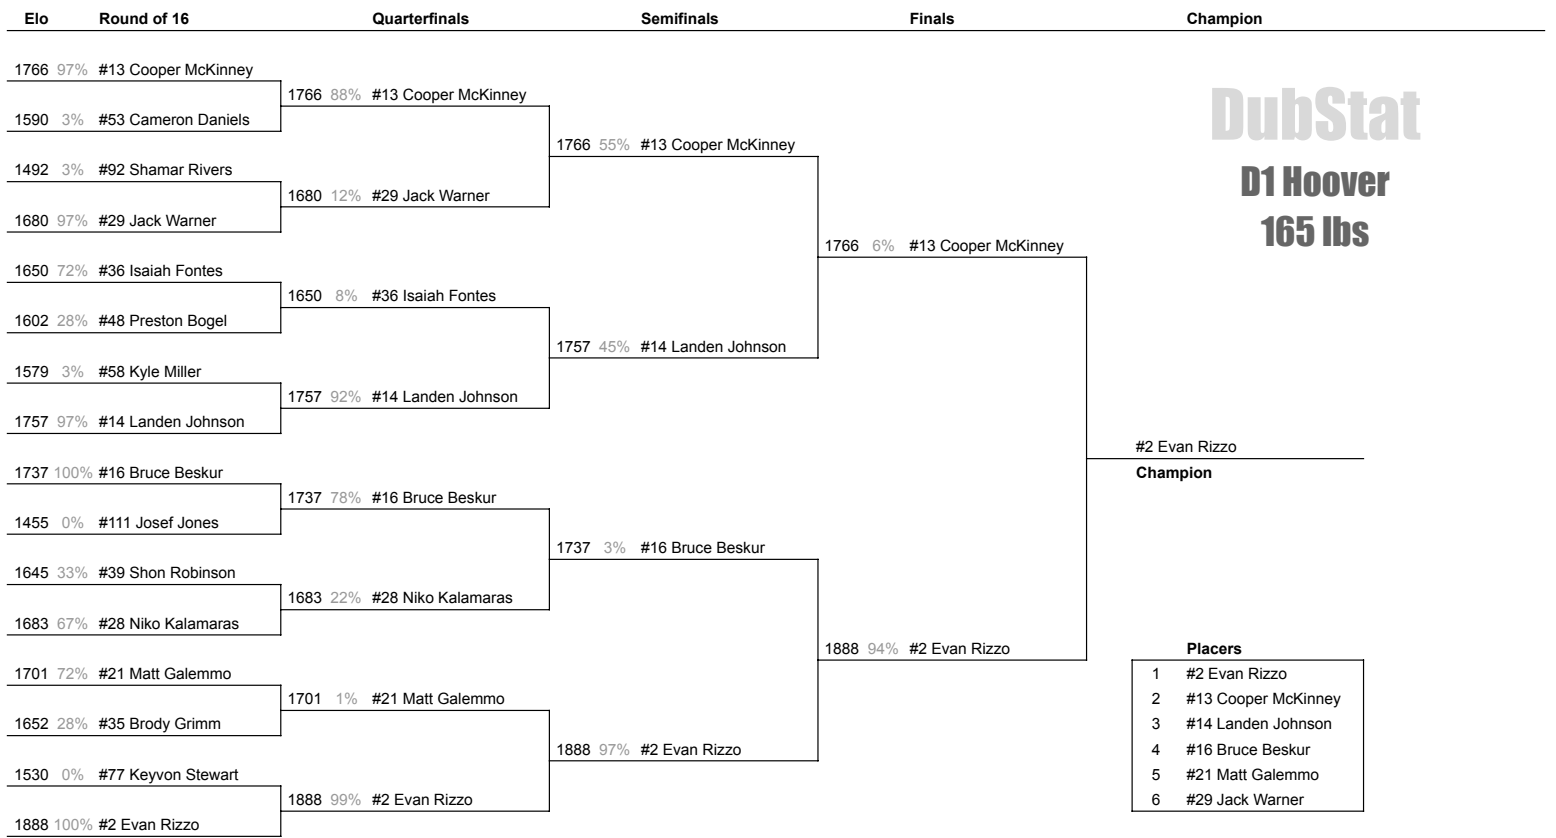 Elo Round of 16 Quarterfinals Semifinals Finals Champion
1766 97% #13 Cooper McKinney
1766 88% #13 Cooper McKinney
1590 3% #53 Cameron Daniels
1766 55% #13 Cooper McKinney
1492 3% #92 Shamar Rivers
1680 12% #29 Jack Warner
1680 97% #29 Jack Warner
1766 6% #13 Cooper McKinney
1650 72% #36 Isaiah Fontes
1650 8% #36 Isaiah Fontes
1602 28% #48 Preston Bogel
1757 45% #14 Landen Johnson
1579 3% #58 Kyle Miller
1757 92% #14 Landen Johnson
1757 97% #14 Landen Johnson
#2 Evan Rizzo
Champion
1737 100% #16 Bruce Beskur
1737 78% #16 Bruce Beskur
1455 0% #111 Josef Jones
1737 3% #16 Bruce Beskur
1645 33% #39 Shon Robinson
1683 22% #28 Niko Kalamaras
1683 67% #28 Niko Kalamaras
1888 94% #2 Evan Rizzo
1701 72% #21 Matt Galemmo
1701 1% #21 Matt Galemmo
1652 28% #35 Brody Grimm
1888 97% #2 Evan Rizzo
1530 0% #77 Keyvon Stewart
1888 99% #2 Evan Rizzo
1888 100% #2 Evan Rizzo
DubStat
D1 Hoover
165 lbs
Placers
1 #2 Evan Rizzo
2 #13 Cooper McKinney
3 #14 Landen Johnson
4 #16 Bruce Beskur
5 #21 Matt Galemmo
6 #29 Jack Warner